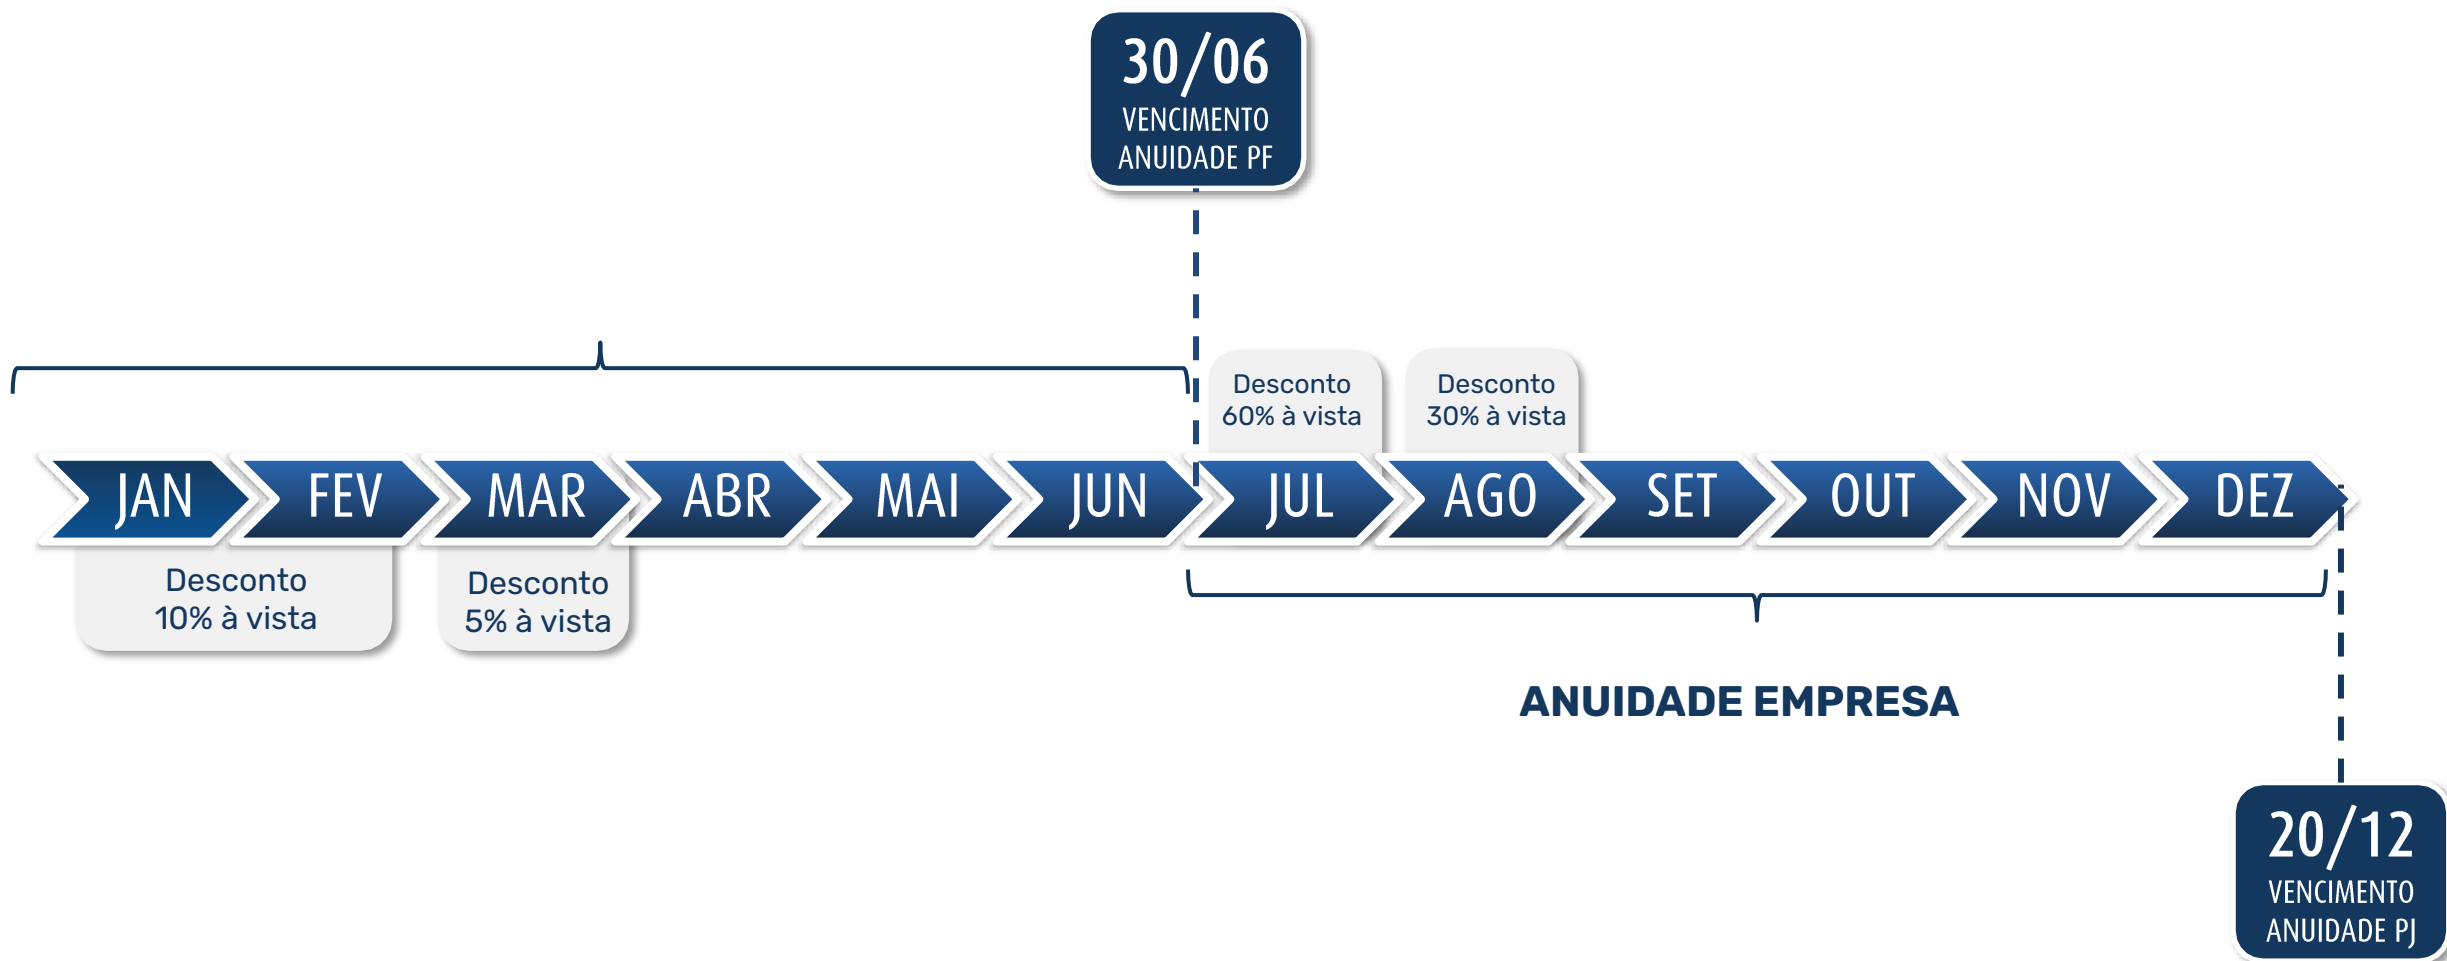 30/06
VENCIMENTO
ANUIDADE PF
Desconto
60% à vista
Desconto
30% à vista
JAN
FEV
MAR
ABR
MAI
JUN
JUL
AGO
SET
OUT
NOV
DEZ
Desconto
10% à vista
Desconto
5% à vista
ANUIDADE EMPRESA
20/12
VENCIMENTO
ANUIDADE PJ